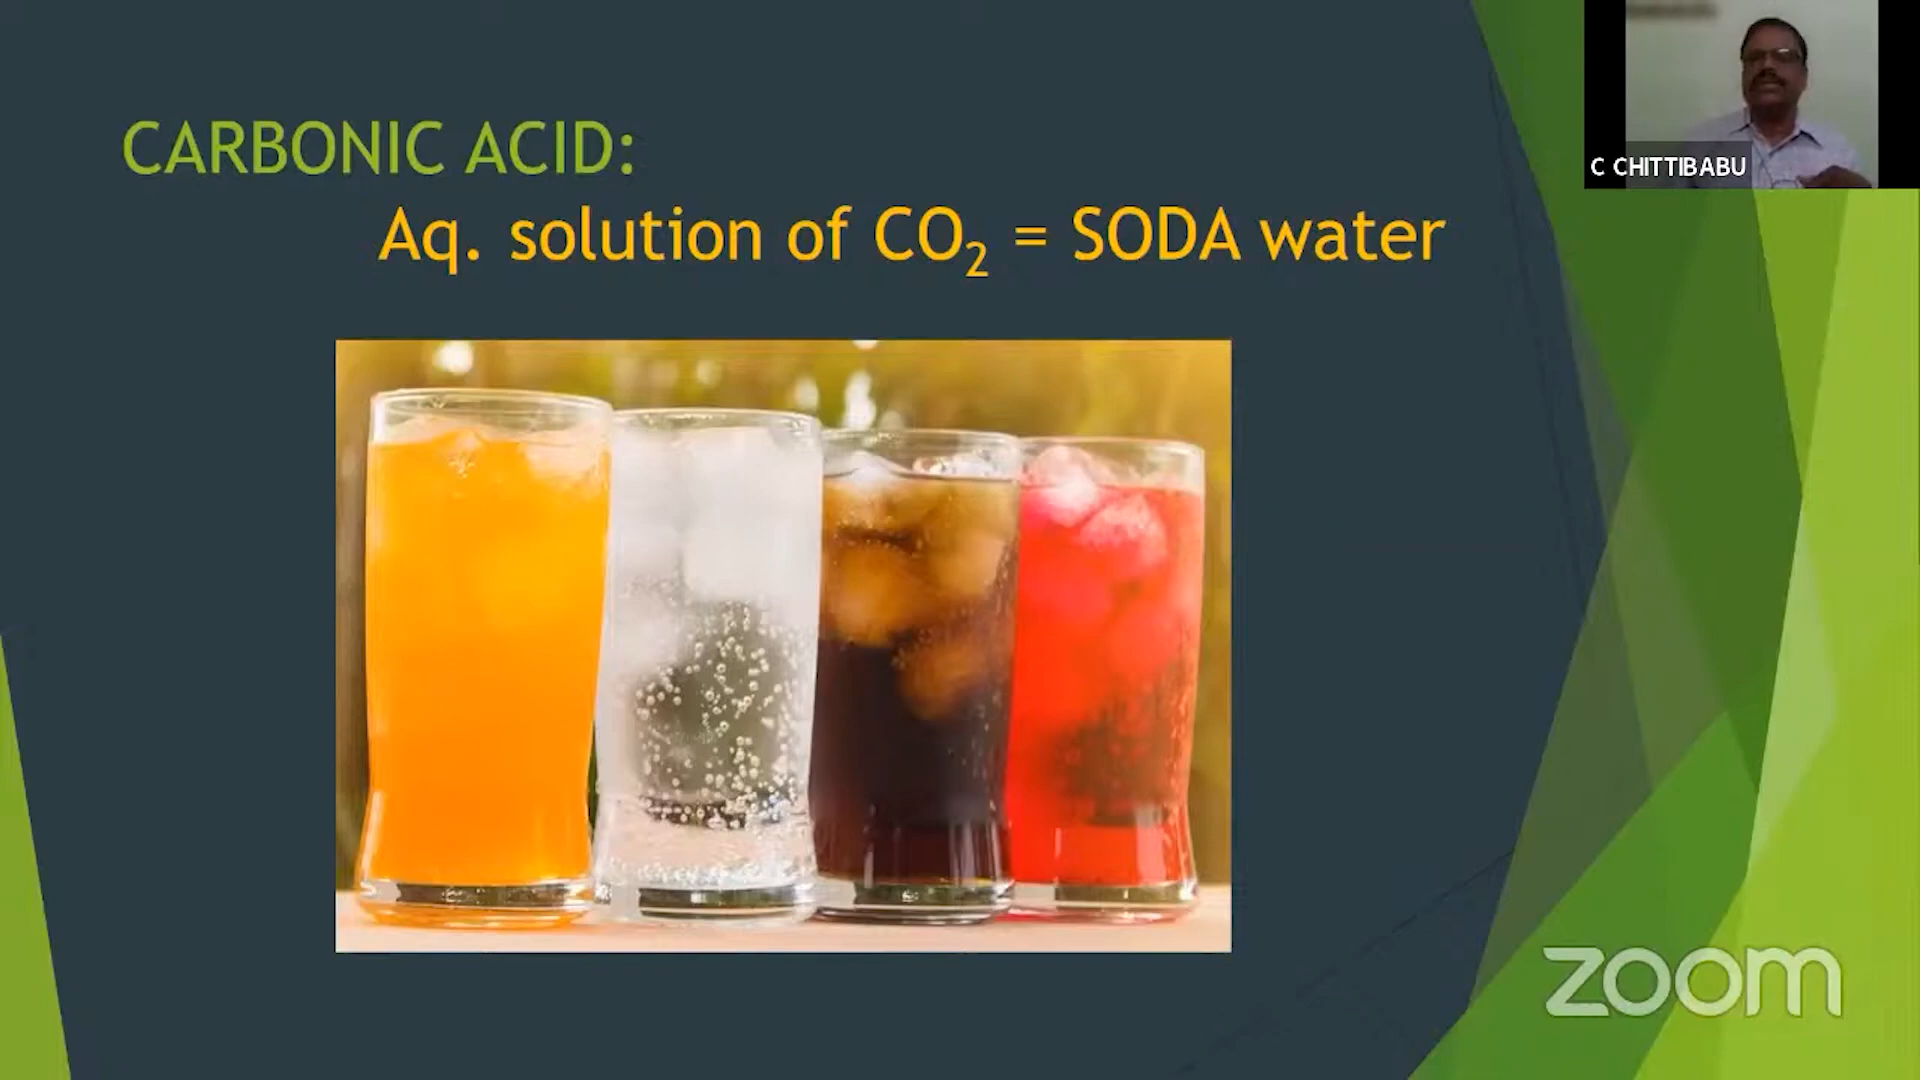 CARBONIC ACID:
Aq. solution of CO₂ = SODA water
C CHITTIBABU
zoom